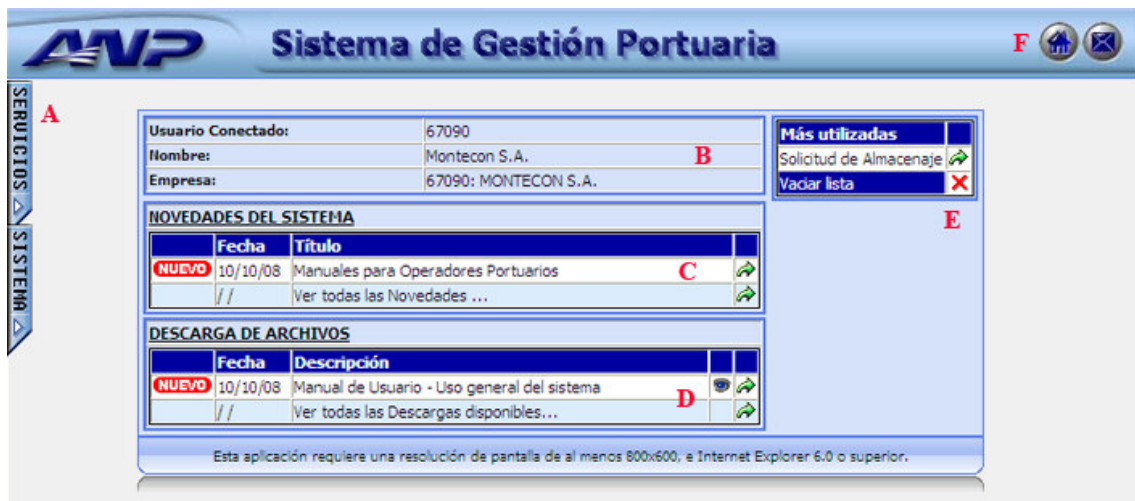 ANP Sistema de Gestión Portuaria F
SERVICIOS
SISTEMA
A
Usuario Conectado: 67090
Nombre: Montecon S.A. B
Empresa: 67090: MONTECON S.A.
Más utilizadas
Solicitud de Almacenaje
Vaciar lista
E
NOVEDADES DEL SISTEMA
Fecha Título
NUEVO 10/10/08 Manuales para Operadores Portuarios C
/ / Ver todas las Novedades ...
DESCARGA DE ARCHIVOS
Fecha Descripción
NUEVO 10/10/08 Manual de Usuario - Uso general del sistema
/ / Ver todas las Descargas disponibles... D
Esta aplicación requiere una resolución de pantalla de al menos 800x600, e Internet Explorer 6.0 o superior.